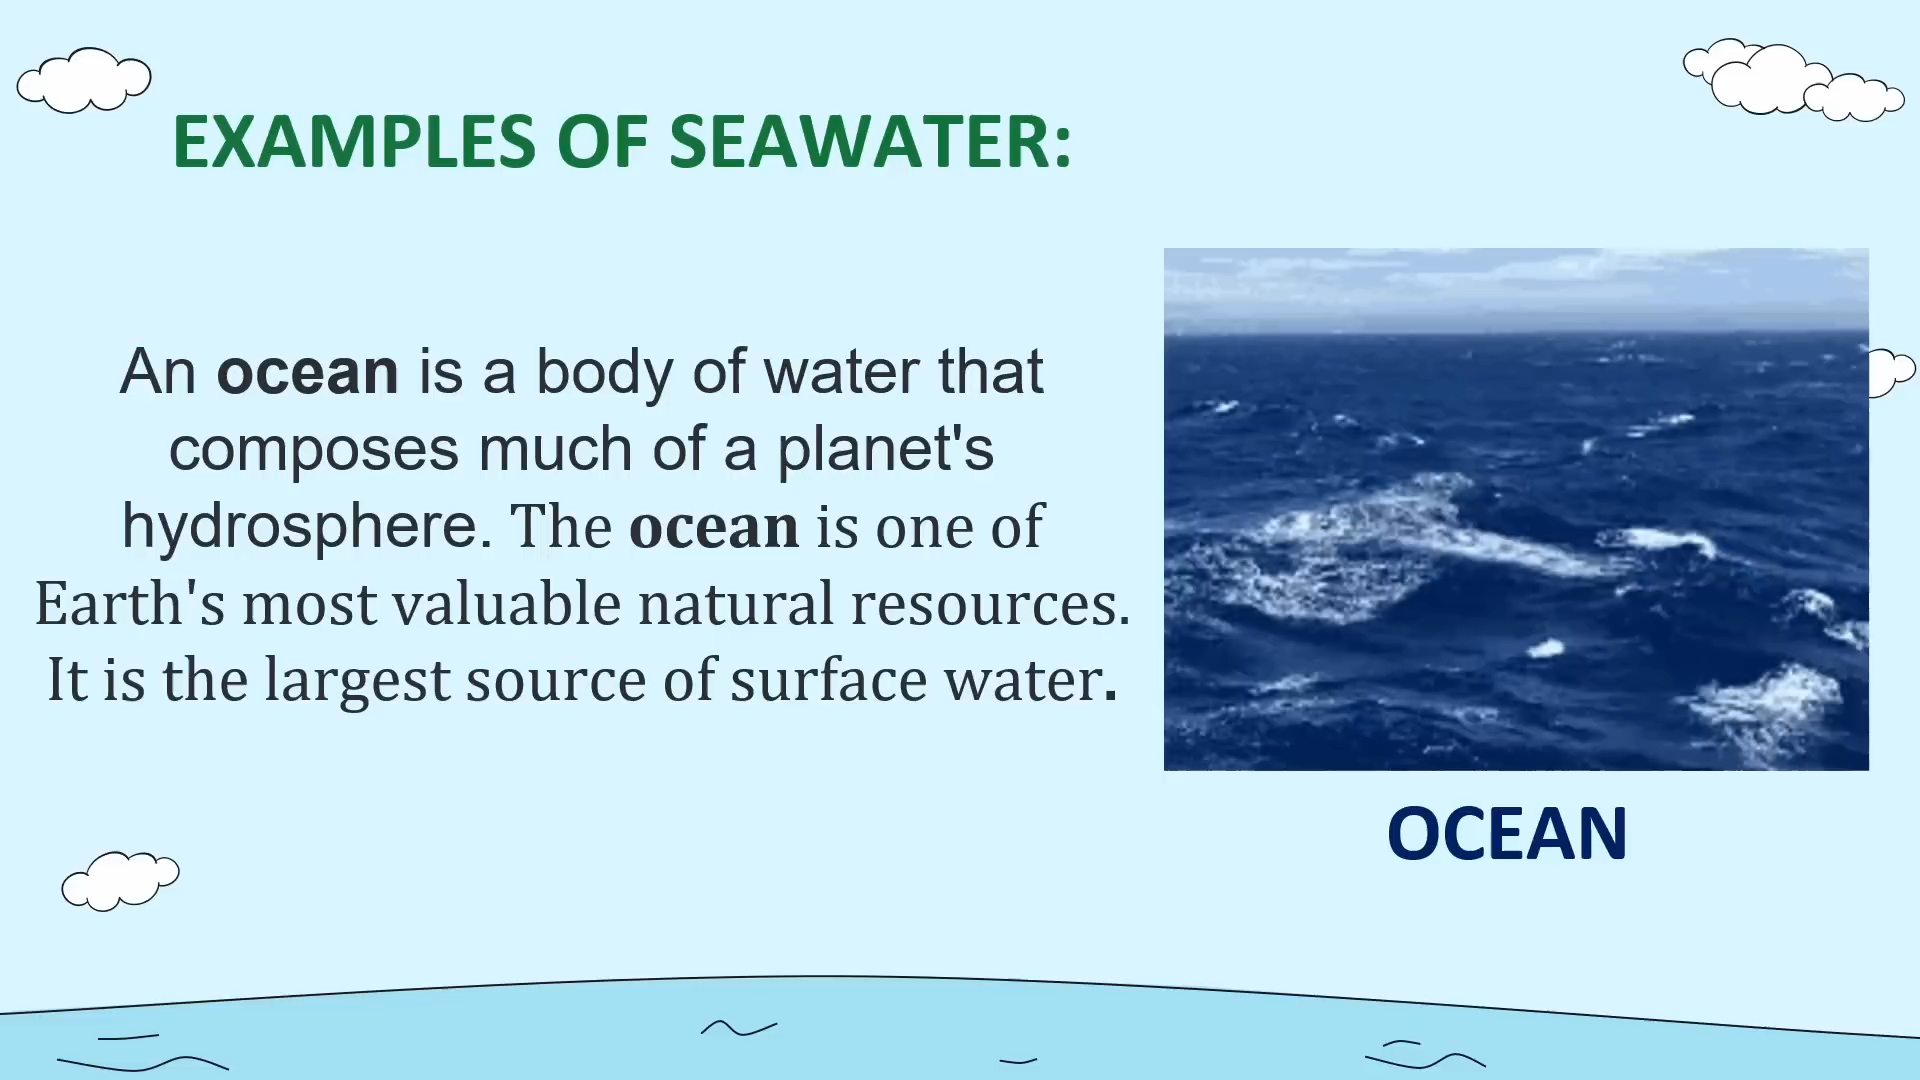 EXAMPLES OF SEAWATER:
An ocean is a body of water that
composes much of a planet's
hydrosphere. The ocean is one of
Earth's most valuable natural resources.
It is the largest source of surface water.
OCEAN